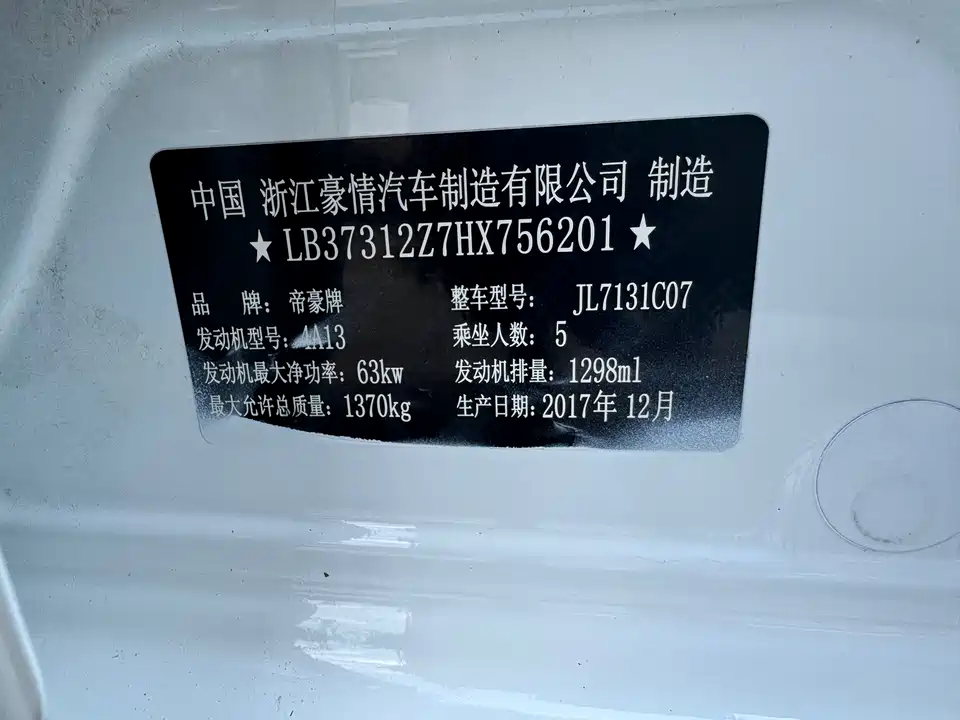 中国 浙江豪情汽车制造有限公司 制造
★LB37312Z7HX756201★
品 牌：帝豪牌 整车型号： JL7131C07
发动机型号：4A13 乘坐人数：5
发动机最大净功率：63kw 发动机排量：1298ml
最大允许总质量：1370kg 生产日期：2017年 12月